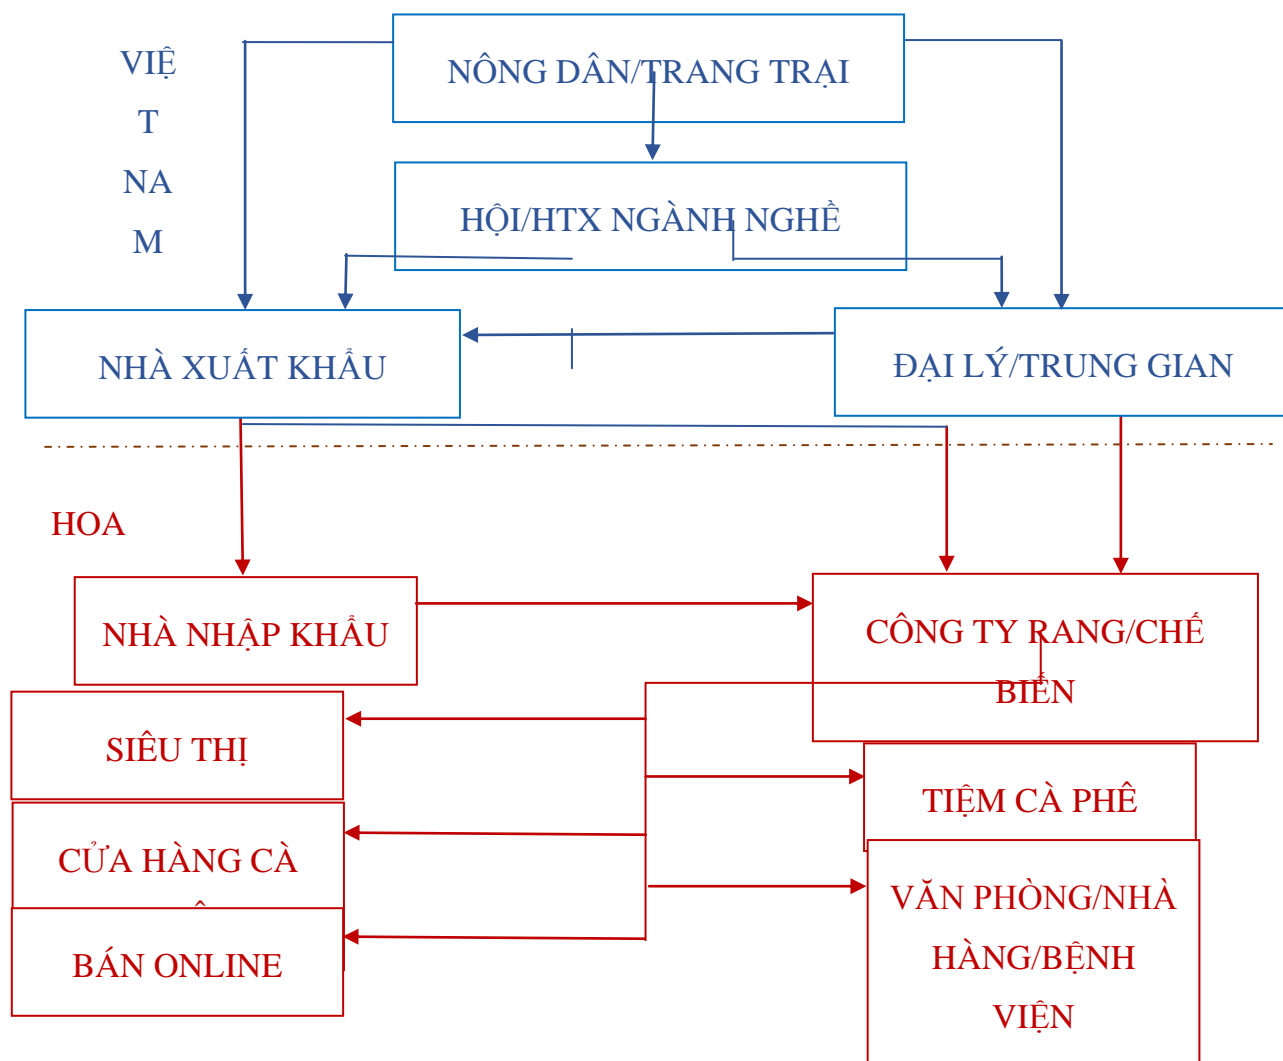 VIỆ
T
NA
M
NÔNG DÂN/TRANG TRẠI
HỘI/HTX NGÀNH NGHỀ
NHÀ XUẤT KHẨU
ĐẠI LÝ/TRUNG GIAN
HOA
NHÀ NHẬP KHẨU
CÔNG TY RANG/CHẾ
BIẾN
SIÊU THỊ
TIỆM CÀ PHÊ
CỬA HÀNG CÀ
BÁN ONLINE
VĂN PHÒNG/NHÀ
HÀNG/BỆNH
VIỆN